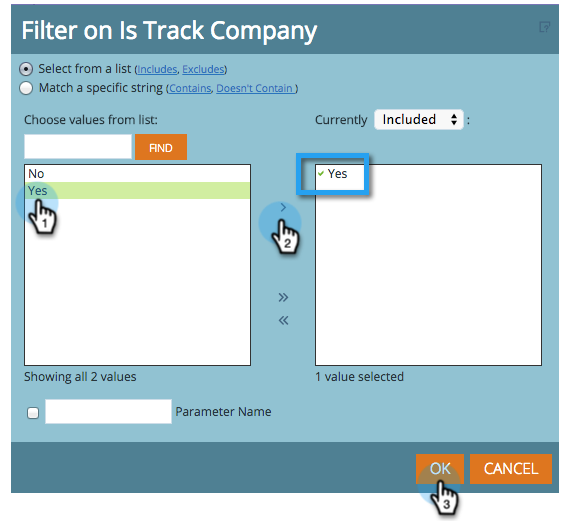 Filter on Is Track Company
Select from a list (Includes, Excludes)
Match a specific string (Contains, Doesn't Contain )
Choose values from list:
Currently Included :
FIND
No
Yes
Yes
1
2
Showing all 2 values
1 value selected
Parameter Name
OK CANCEL
3